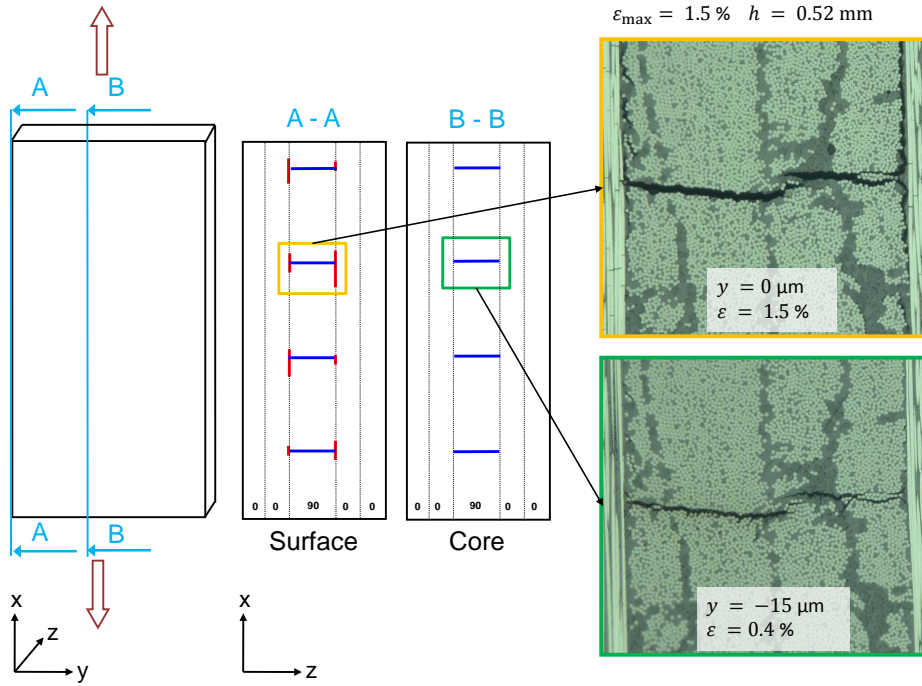 ε_max = 1.5 %   h = 0.52 mm
A B
A - A B - B
y = 0 µm
ε = 1.5 %
0 0 90 0 0
0 0 90 0 0
Surface Core
A B
y = −15 µm
ε = 0.4 %
x
z
y
x
z